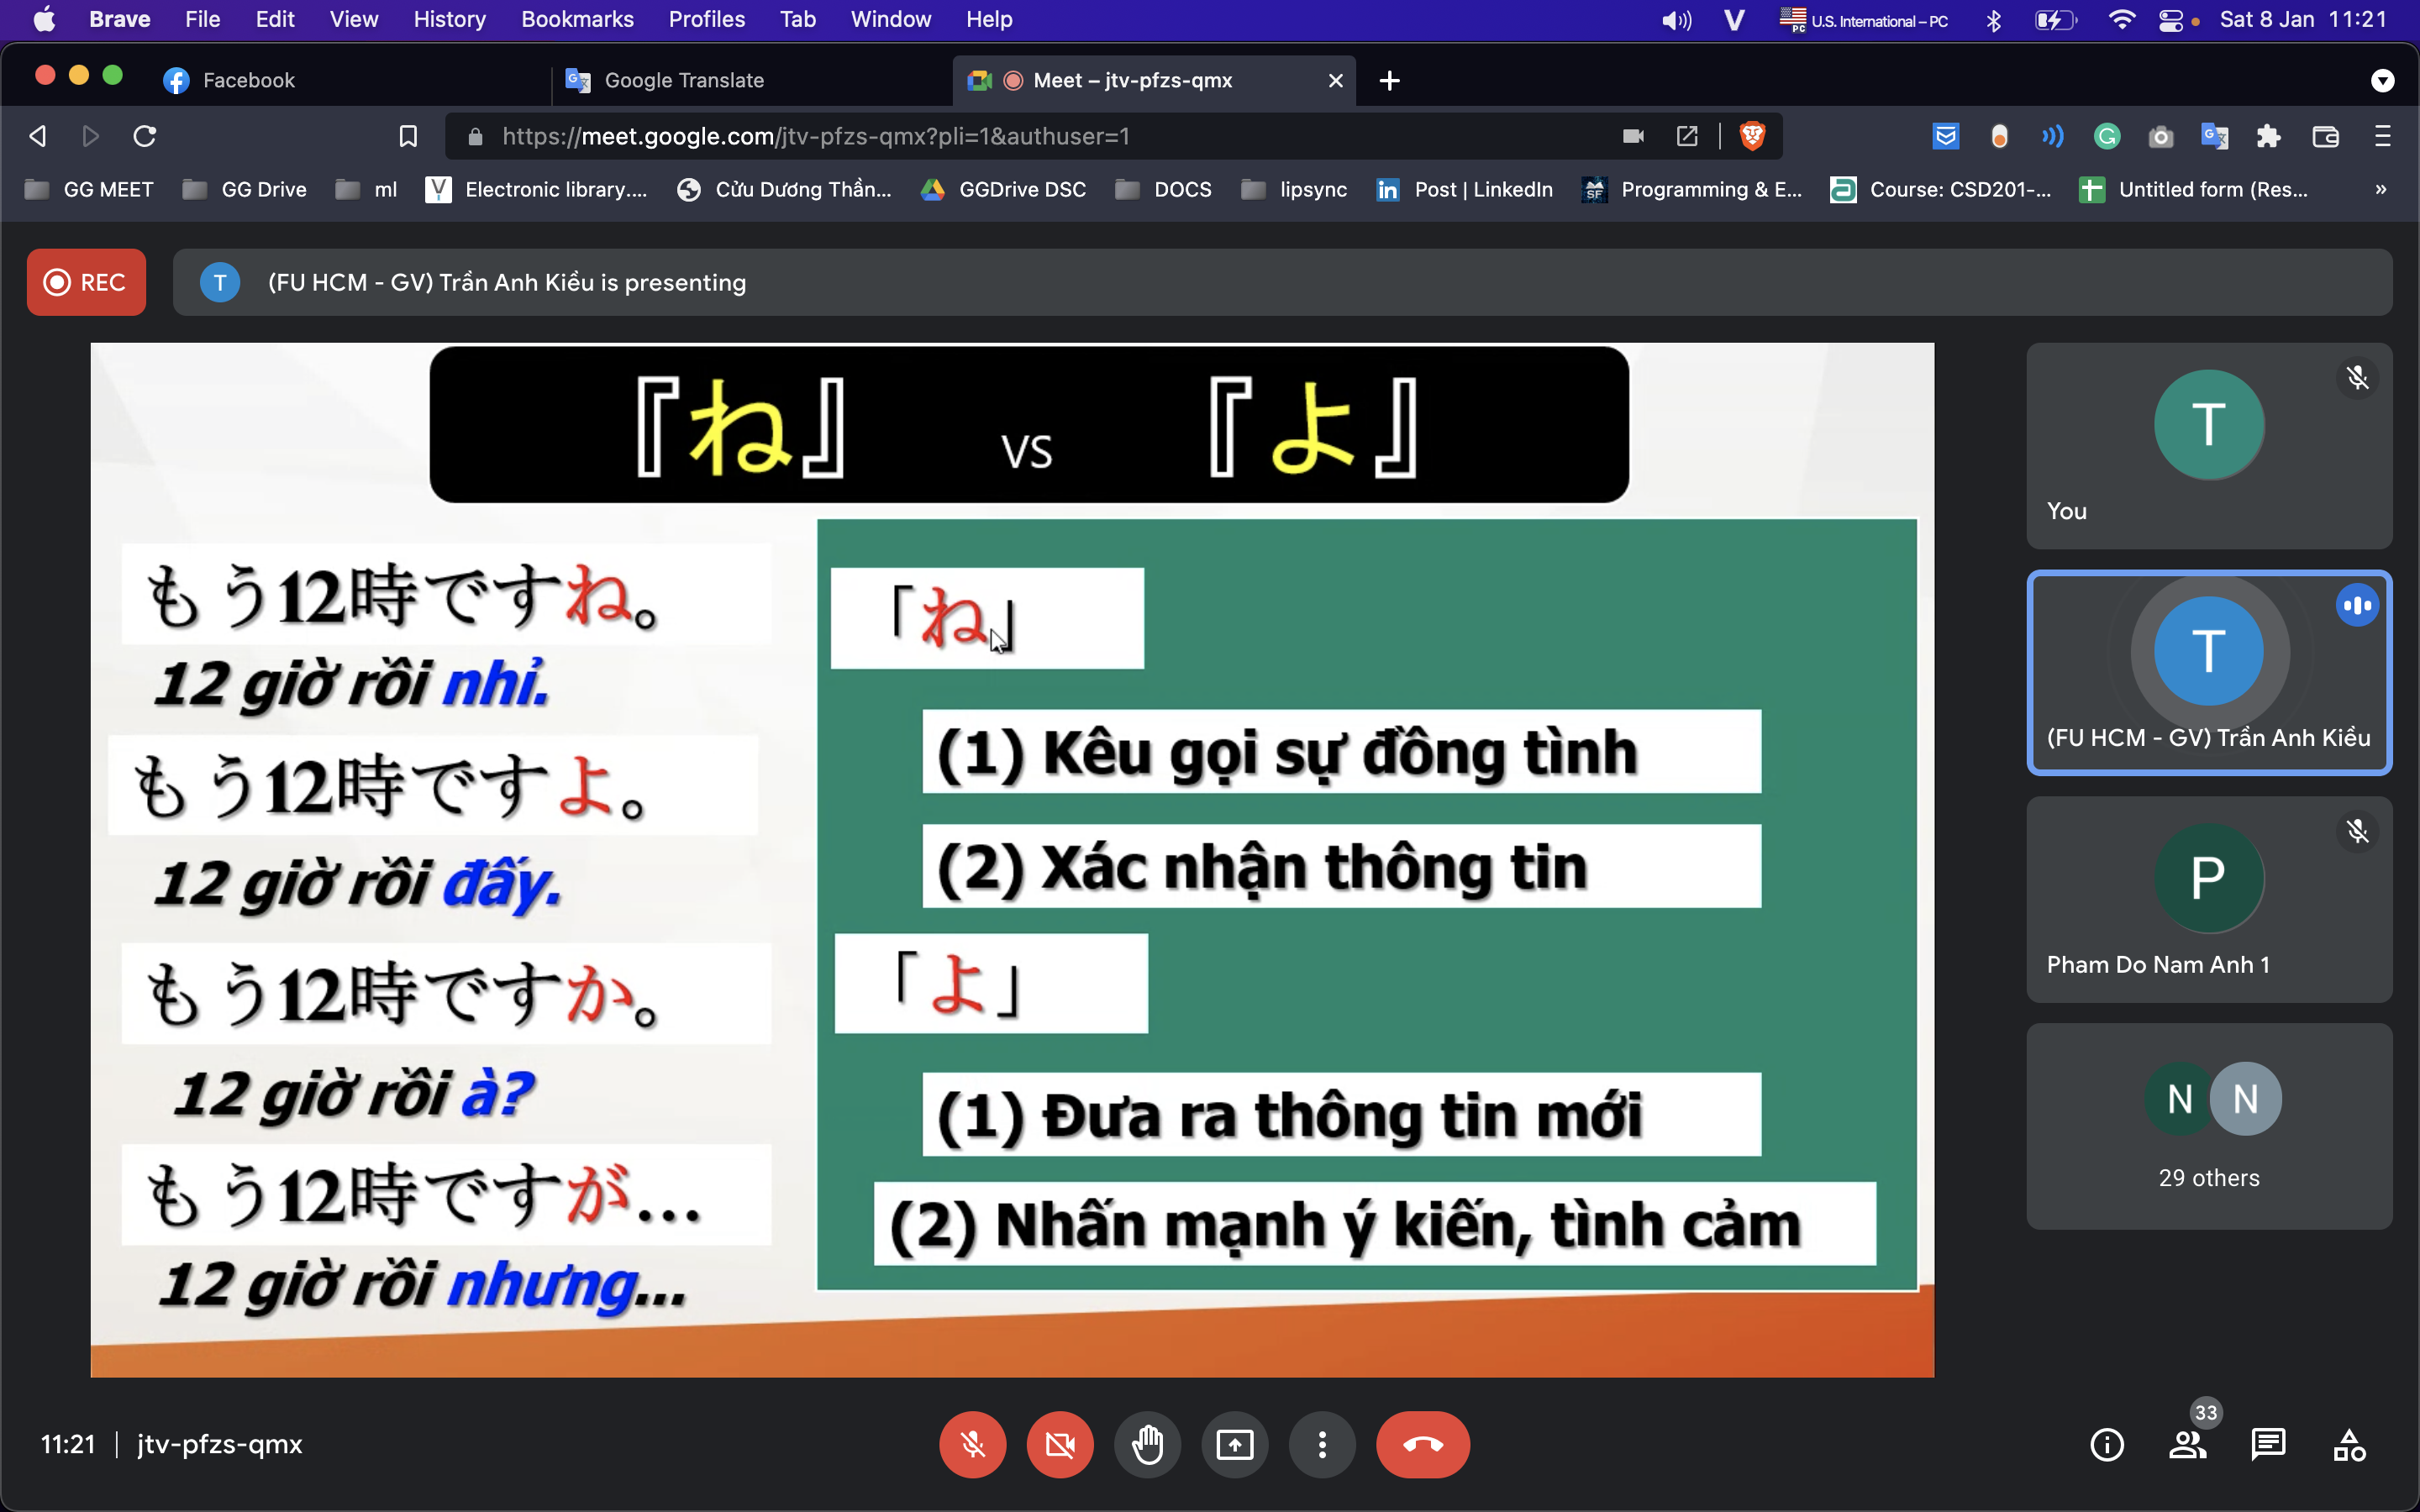 Brave File Edit View History Bookmarks Profiles Tab Window Help
U.S. International – PC Sat 8 Jan 11:21
Facebook
Google Translate
Meet – jtv-pfzs-qmx
https://meet.google.com/jtv-pfzs-qmx?pli=1&authuser=1
GG MEET GG Drive ml Electronic library.... Cửu Dương Thần... GGDrive DSC DOCS lipsync Post | LinkedIn Programming & E... Course: CSD201-... Untitled form (Res... »
REC
T (FU HCM - GV) Trần Anh Kiều is presenting
『ね』 VS 『よ』
もう12時ですね。
12 giờ rồi nhỉ.
もう12時ですよ。
12 giờ rồi đấy.
もう12時ですか。
12 giờ rồi à?
もう12時ですが…
12 giờ rồi nhưng...
「ね」
(1) Kêu gọi sự đồng tình
(2) Xác nhận thông tin
「よ」
(1) Đưa ra thông tin mới
(2) Nhấn mạnh ý kiến, tình cảm
T
You
T
(FU HCM - GV) Trần Anh Kiều
P
Pham Do Nam Anh 1
N N
29 others
11:21 | jtv-pfzs-qmx
33